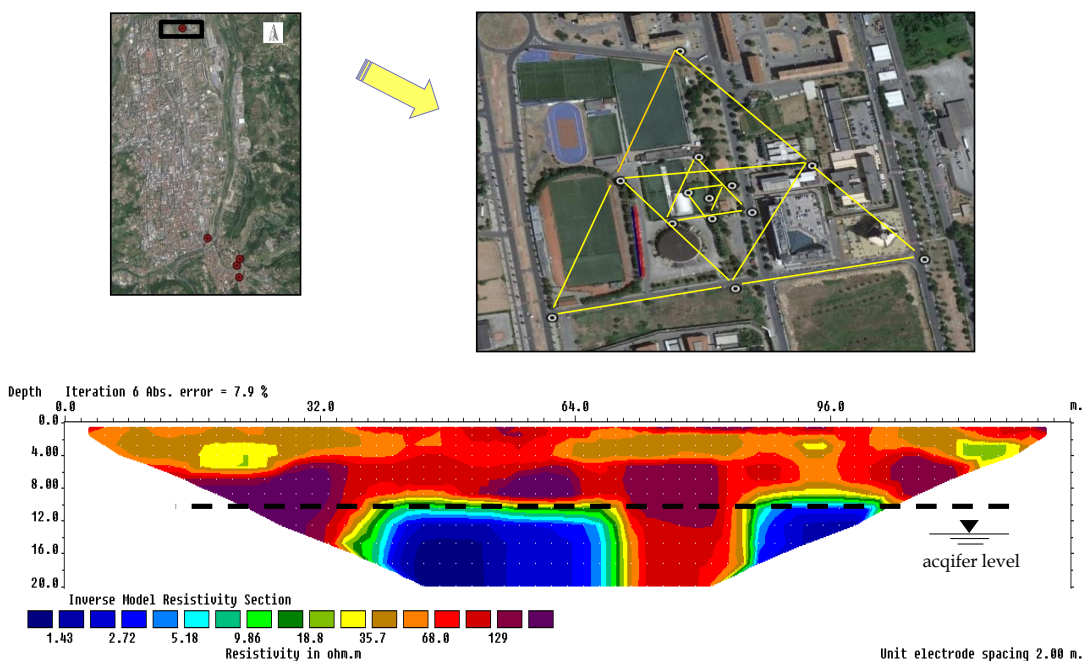 Depth Iteration 6 Abs. error = 7.9 %
0.0 32.0 64.0 96.0 m.
0.0
4.00
8.00
12.0
16.0
20.0
acqifer level
Inverse Model Resistivity Section
1.43 2.72 5.18 9.86 18.8 35.7 68.0 129
Resistivity in ohm.m
Unit electrode spacing 2.00 m.